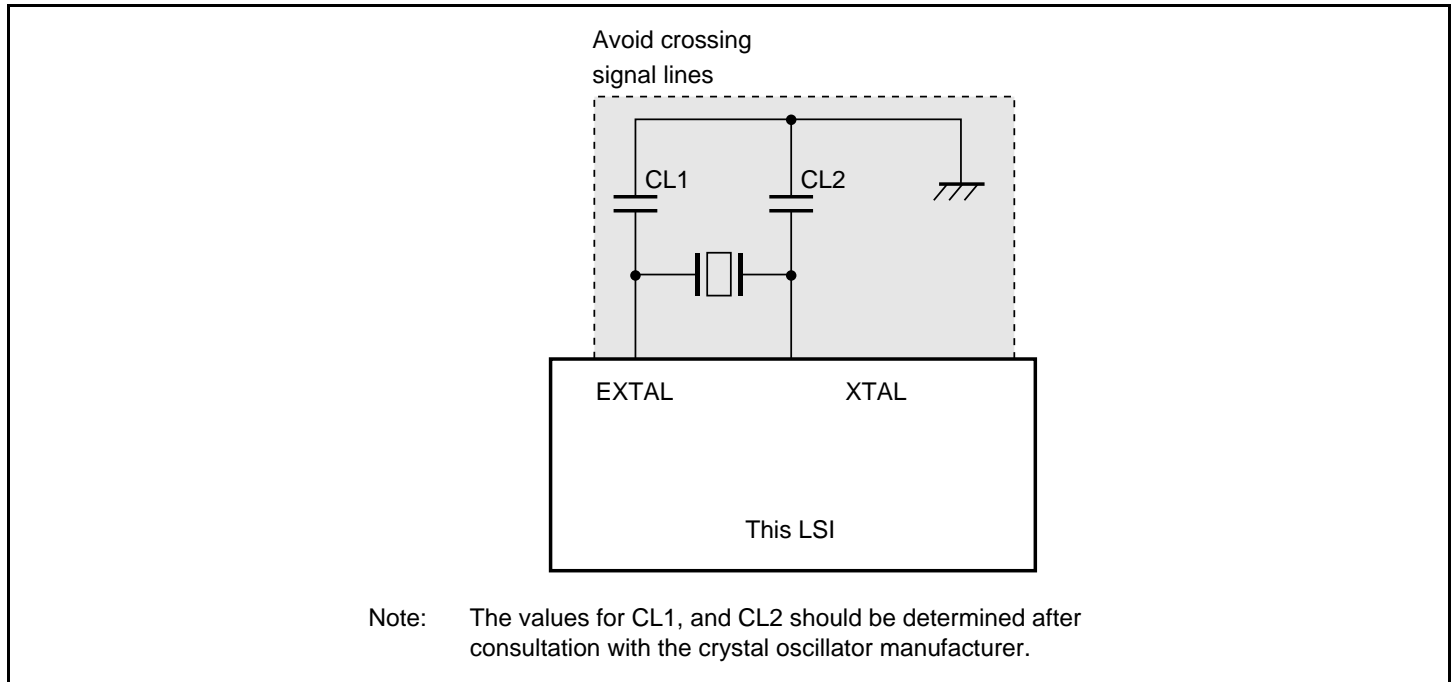 Avoid crossing
signal lines
CL1
CL2
EXTAL
XTAL
This LSI
Note: The values for CL1, and CL2 should be determined after
consultation with the crystal oscillator manufacturer.